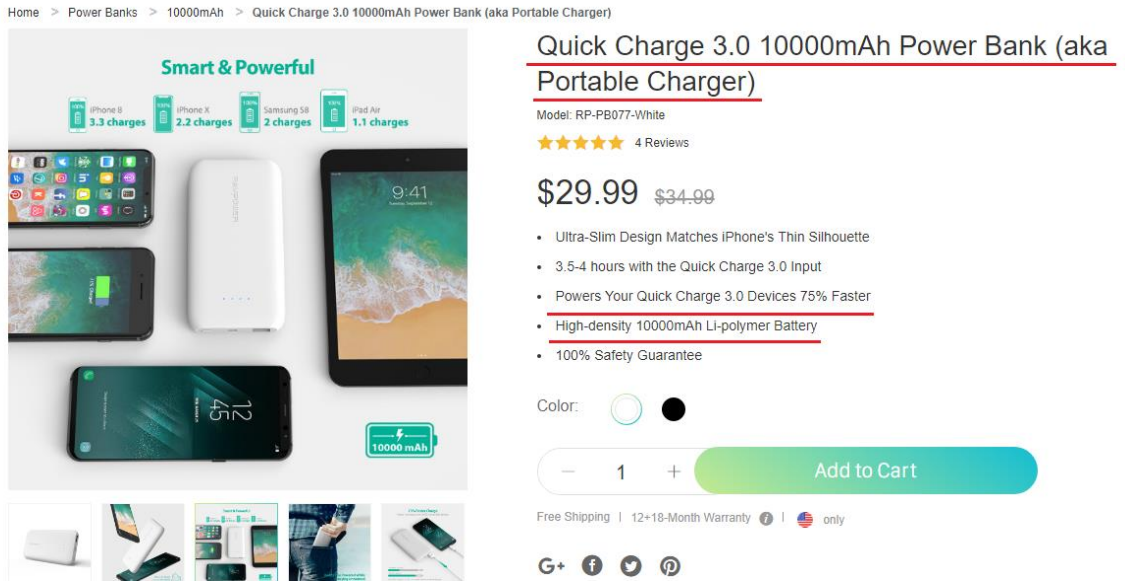 Home > Power Banks > 10000mAh > Quick Charge 3.0 10000mAh Power Bank (aka Portable Charger)
Smart & Powerful
100% iPhone 8
3.3 charges
100% iPhone X
2.2 charges
100% Samsung S8
2 charges
100% iPad Air
1.1 charges
9:41
12
45
10000 mAh
Quick Charge 3.0 10000mAh Power Bank (aka
Portable Charger)
Model: RP-PB077-White
4 Reviews
$29.99 $34.99
• Ultra-Slim Design Matches iPhone's Thin Silhouette
• 3.5-4 hours with the Quick Charge 3.0 Input
• Powers Your Quick Charge 3.0 Devices 75% Faster
• High-density 10000mAh Li-polymer Battery
• 100% Safety Guarantee
Color:
− 1 + Add to Cart
Free Shipping | 12+18-Month Warranty i | only
G+ f